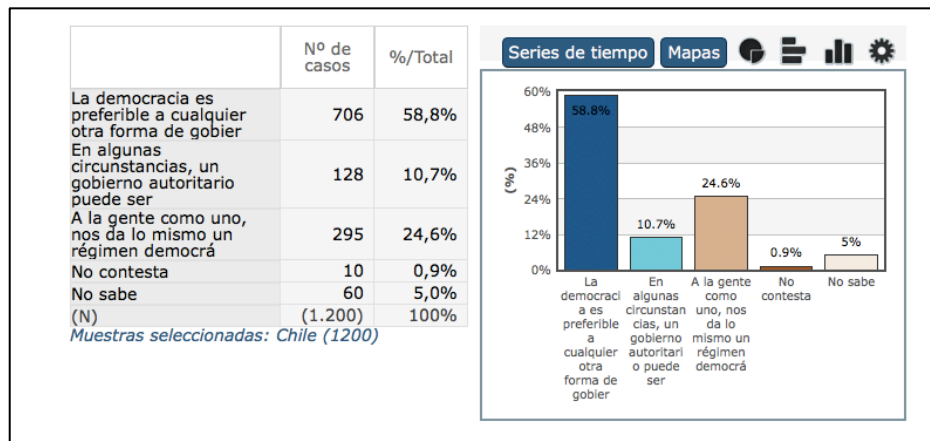 Nº de
casos
%/Total
La democracia es
preferible a cualquier
otra forma de gobier
706
58,8%
En algunas
circunstancias, un
gobierno autoritario
puede ser
128
10,7%
A la gente como uno,
nos da lo mismo un
régimen democrá
295
24,6%
No contesta
10
0,9%
No sabe
60
5,0%
(N)
(1.200)
100%
Muestras seleccionadas: Chile (1200)
Series de tiempo
Mapas
60%
48%
36%
24%
12%
0%
(%)
58.8%
10.7%
24.6%
0.9%
5%
La
democraci
a es
preferible
a
cualquier
otra
forma de
gobier
En
algunas
circunstan
cias, un
gobierno
autoritari
o puede
ser
A la gente
como
uno, nos
da lo
mismo un
régimen
democrá
No
contesta
No sabe